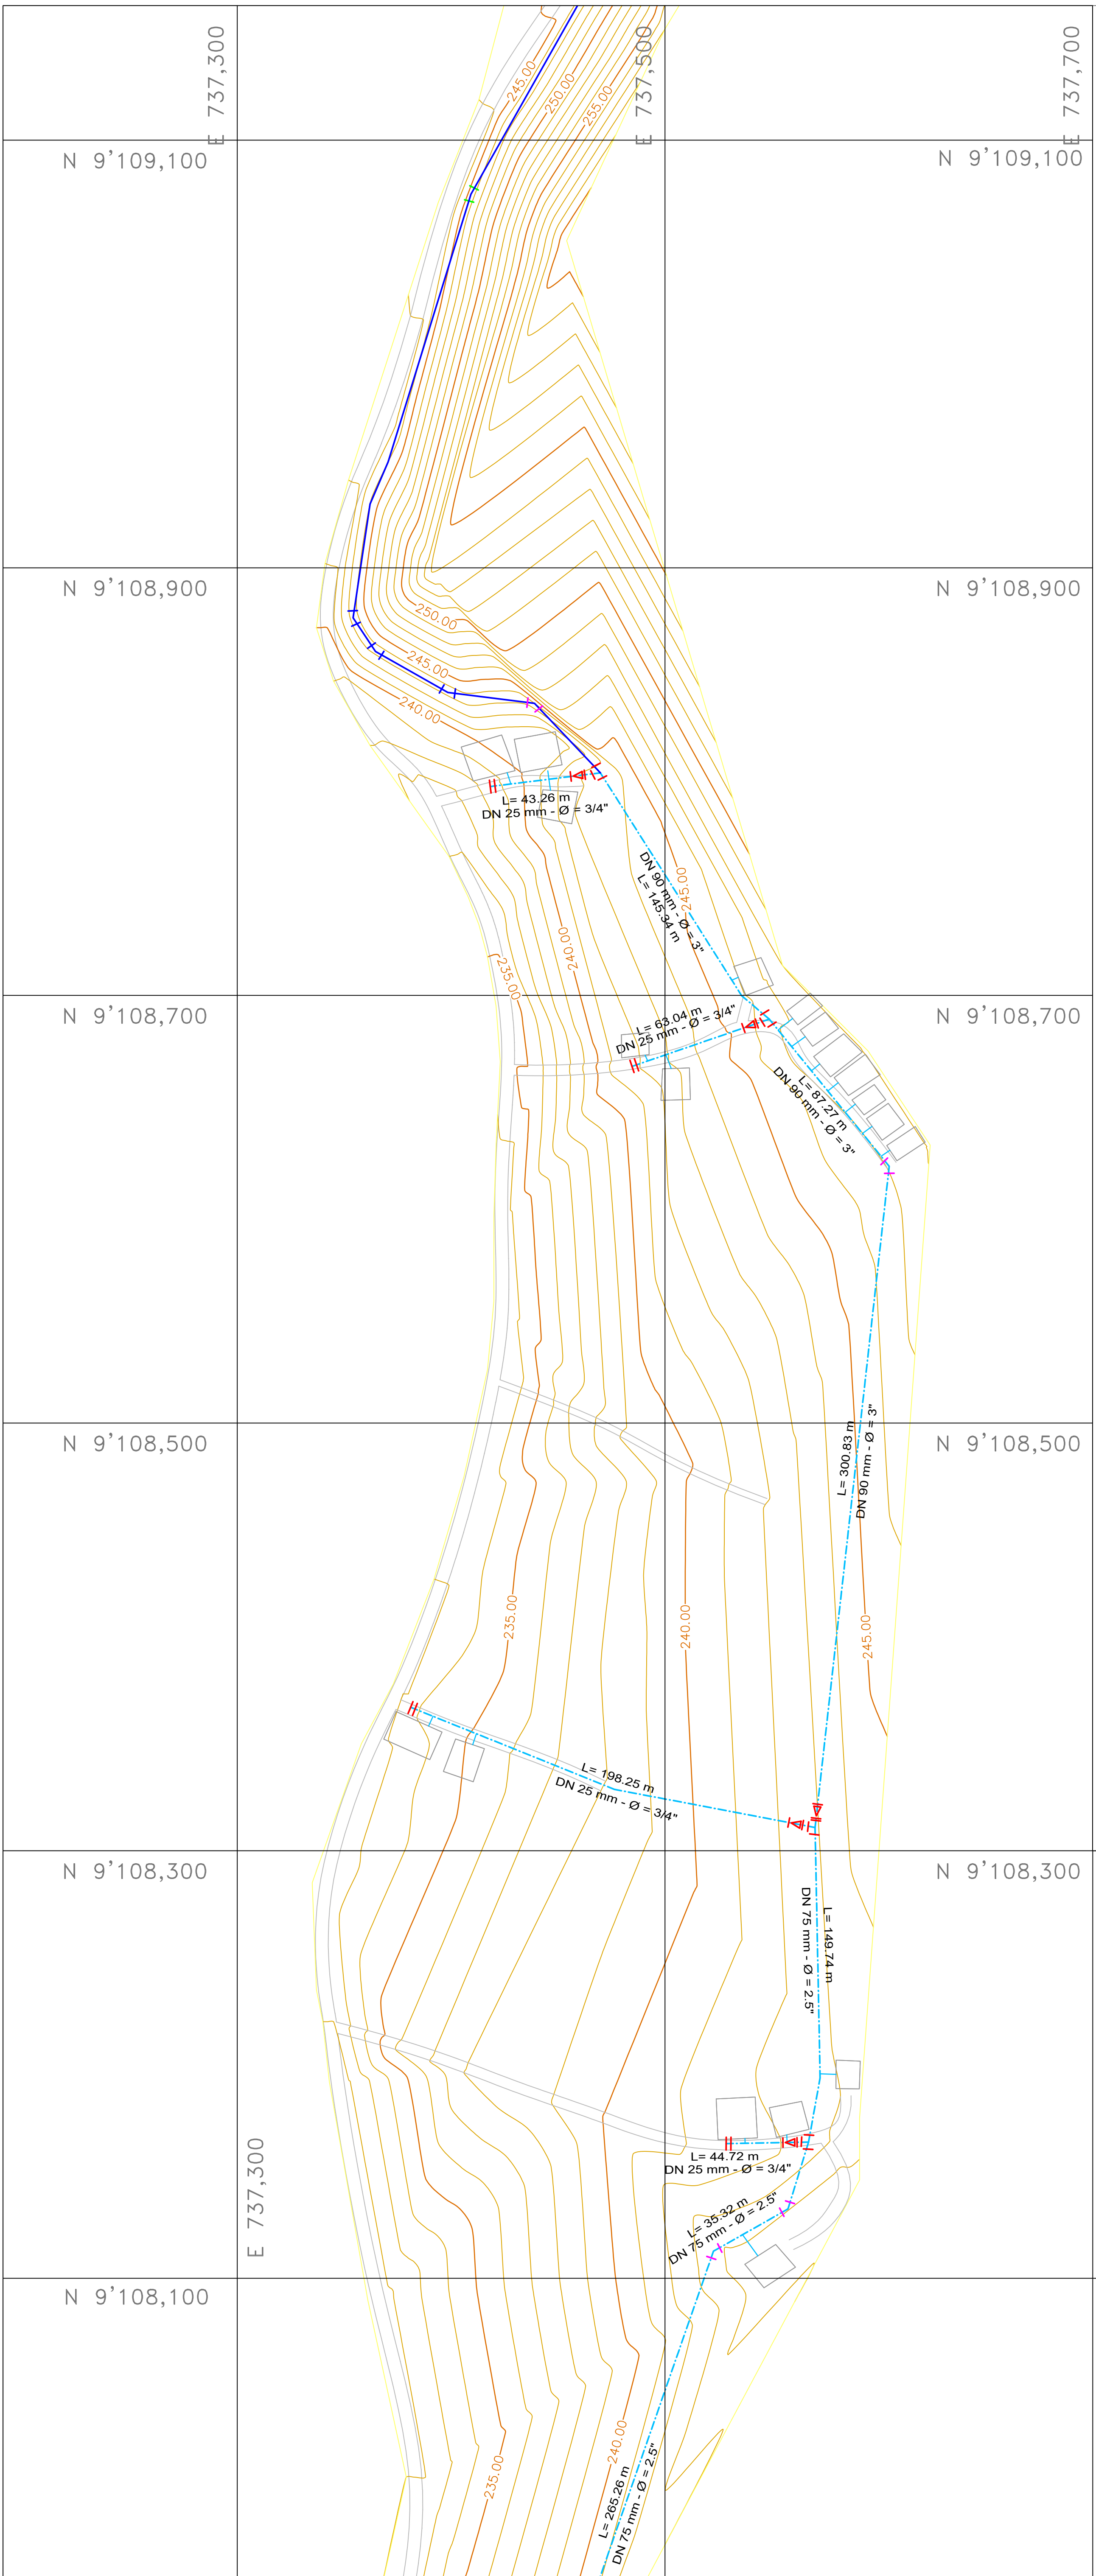 E 737,300
E 737,500
E 737,700
245.00
250.00
255.00
N 9'109,100
N 9'109,100
N 9'108,900
N 9'108,900
250.00
245.00
240.00
L= 43.26 m
DN 25 mm - Ø = 3/4"
DN 90 mm - Ø = 3"
L= 145.34 m
245.00
240.00
235.00
N 9'108,700
N 9'108,700
L= 63.04 m
DN 25 mm - Ø = 3/4"
L= 87.27 m
DN 90 mm - Ø = 3"
N 9'108,500
N 9'108,500
L= 300.83 m
DN 90 mm - Ø = 3"
235.00
240.00
245.00
L= 198.25 m
DN 25 mm - Ø = 3/4"
N 9'108,300
N 9'108,300
DN 75 mm - Ø = 2.5"
L= 149.74 m
L= 44.72 m
DN 25 mm - Ø = 3/4"
E 737,300
L= 35.32 m
DN 75 mm - Ø = 2.5"
N 9'108,100
235.00
240.00
L= 265.26 m
DN 75 mm - Ø = 2.5"